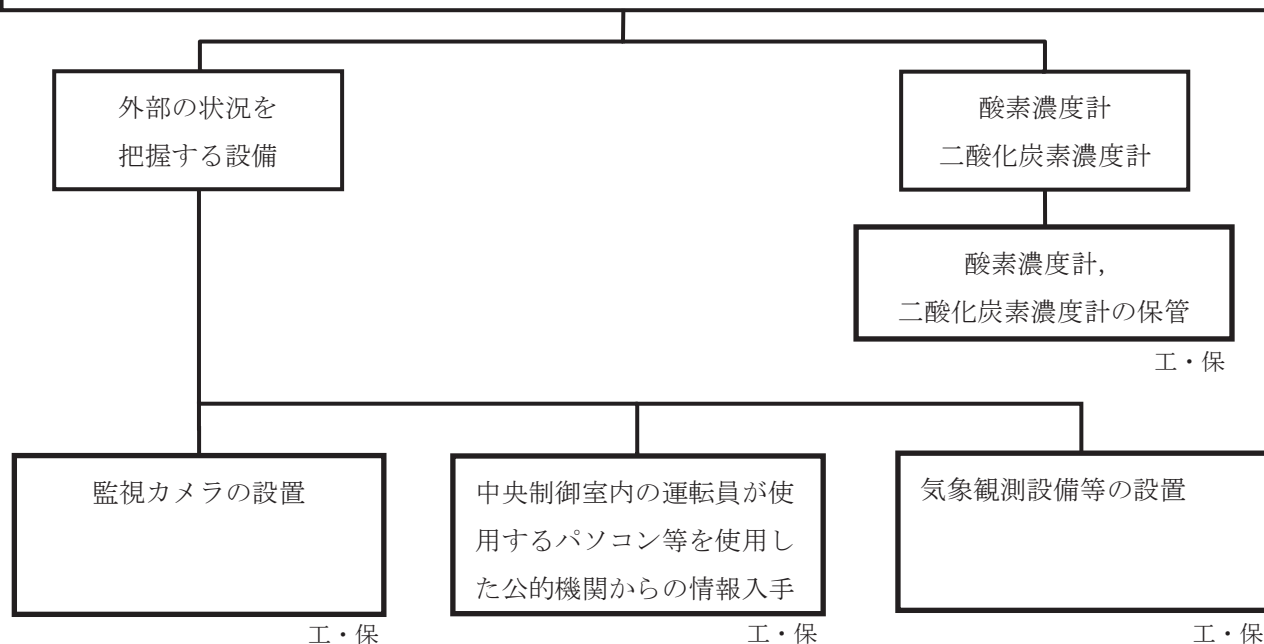 外部の状況を
把握する設備
酸素濃度計
二酸化炭素濃度計
酸素濃度計,
二酸化炭素濃度計の保管
工・保
監視カメラの設置
工・保
中央制御室内の運転員が使
用するパソコン等を使用し
た公的機関からの情報入手
工・保
気象観測設備等の設置
工・保